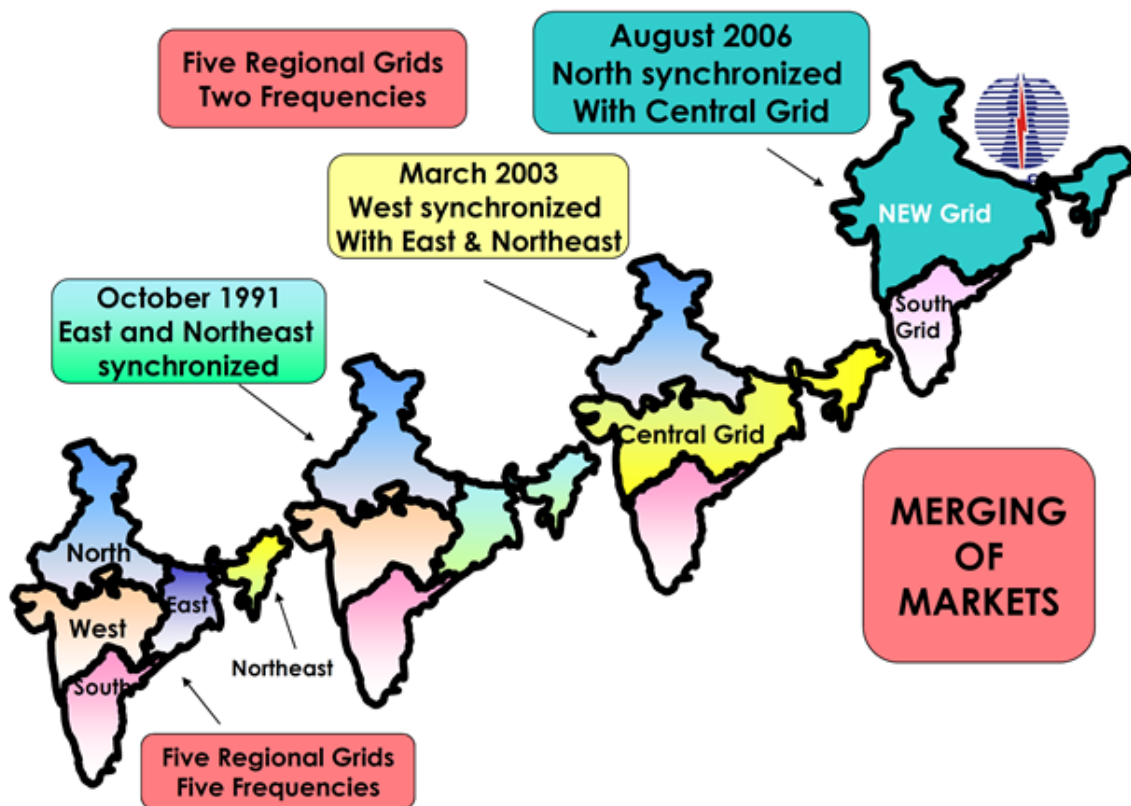 Five Regional Grids
Two Frequencies
August 2006
North synchronized
With Central Grid
March 2003
West synchronized
With East & Northeast
NEW Grid
October 1991
East and Northeast
synchronized
South
Grid
Central Grid
MERGING
OF
MARKETS
North
East
West
Northeast
South
Five Regional Grids
Five Frequencies